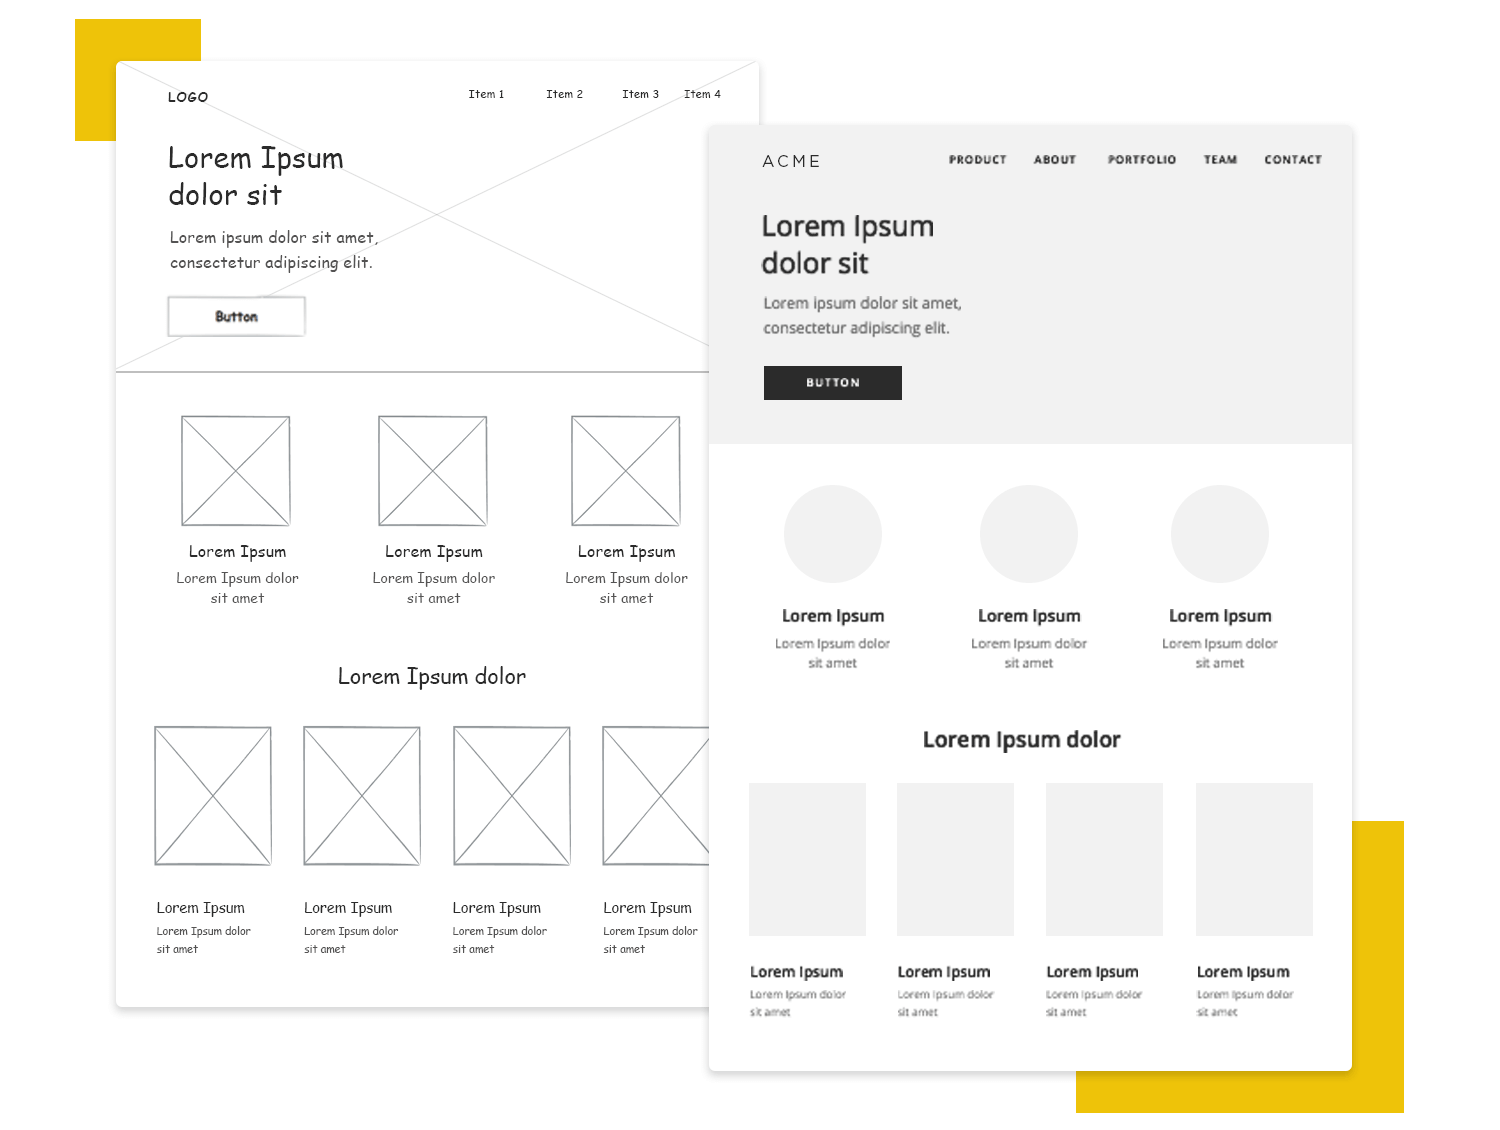 LOGO
Item 1 Item 2 Item 3 Item 4
Lorem Ipsum
dolor sit
Lorem ipsum dolor sit amet,
consectetur adipiscing elit.
Button
Lorem Ipsum
Lorem Ipsum dolor
sit amet
Lorem Ipsum
Lorem Ipsum dolor
sit amet
Lorem Ipsum
Lorem Ipsum dolor
sit amet
Lorem Ipsum dolor
Lorem Ipsum
Lorem Ipsum dolor
sit amet
Lorem Ipsum
Lorem Ipsum dolor
sit amet
Lorem Ipsum
Lorem Ipsum dolor
sit amet
Lorem Ipsum
Lorem Ipsum dolor
sit amet
ACME
PRODUCT ABOUT PORTFOLIO TEAM CONTACT
Lorem Ipsum
dolor sit
Lorem ipsum dolor sit amet,
consectetur adipiscing elit.
BUTTON
Lorem Ipsum
Lorem Ipsum dolor
sit amet
Lorem Ipsum
Lorem Ipsum dolor
sit amet
Lorem Ipsum
Lorem Ipsum dolor
sit amet
Lorem Ipsum dolor
Lorem Ipsum
Lorem Ipsum dolor
sit amet
Lorem Ipsum
Lorem Ipsum dolor
sit amet
Lorem Ipsum
Lorem Ipsum dolor
sit amet
Lorem Ipsum
Lorem Ipsum dolor
sit amet